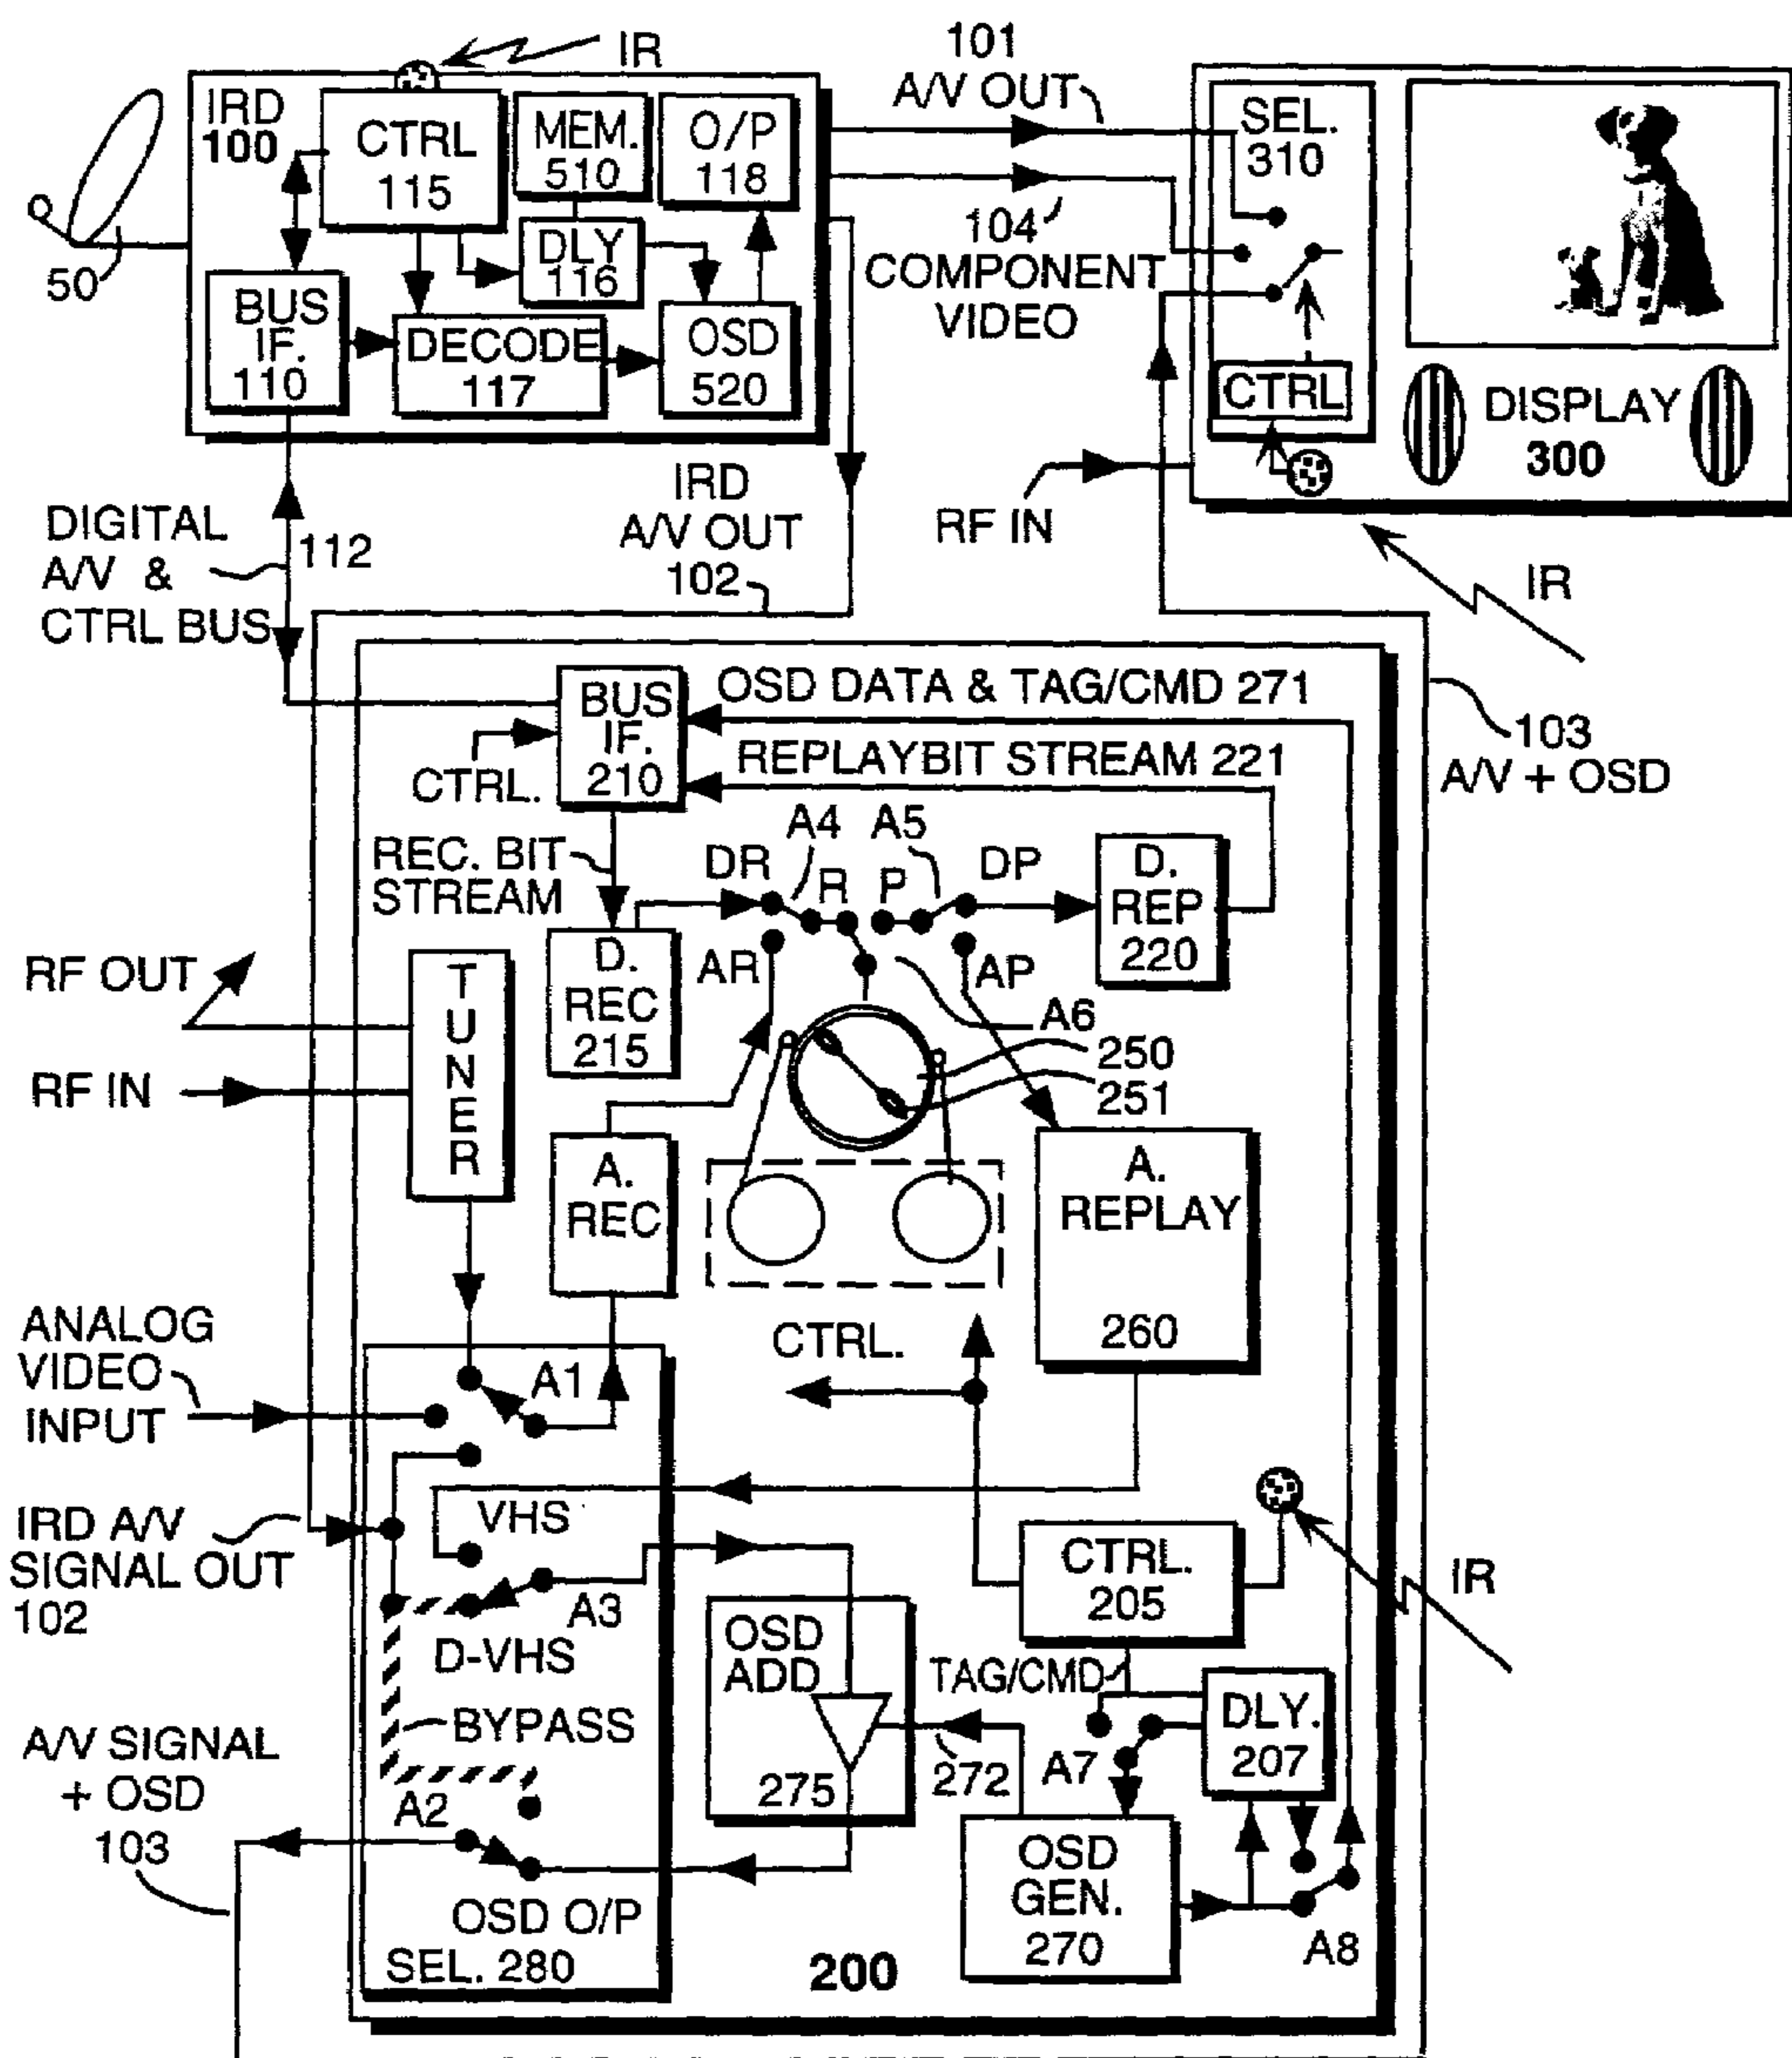 IR
101
A/V OUT
IRD
100
CTRL
115
MEM.
510
O/P
118
SEL.
310
50
DLY
116
104
COMPONENT
VIDEO
BUS
IF.
110
DECODE
117
OSD
520
CTRL
DISPLAY
300
IRD
A/V OUT
102
RF IN
IR
DIGITAL
A/V &
CTRL BUS
112
BUS
IF.
210
OSD DATA & TAG/CMD 271
REPLAYBIT STREAM 221
CTRL.
103
A/V + OSD
REC. BIT
STREAM
DR
A4
A5
R
P
DP
D.
REP
220
RF OUT
TUNER
D.
REC
215
AR
AP
A6
250
251
RF IN
A.
REC
A.
REPLAY
260
ANALOG
VIDEO
INPUT
A1
CTRL.
IRD A/V
SIGNAL OUT
102
VHS
A3
D-VHS
CTRL.
205
IR
OSD
ADD
275
TAG/CMD
DLY.
207
A7
272
BYPASS
A/V SIGNAL
+ OSD
103
A2
OSD
GEN.
270
A8
OSD O/P
SEL. 280
200